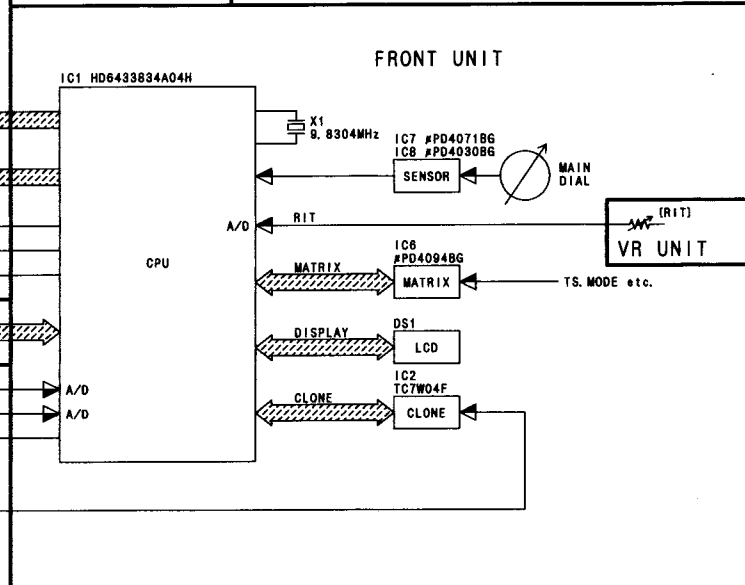 FRONT UNIT
IC1 HD6433834A04H
X1
9.8304MHz
IC7 μPD4071BG
IC8 μPD4030BG
SENSOR
MAIN
DIAL
A/D
RIT
[RIT]
VR UNIT
CPU
IC6
μPD4094BG
MATRIX
MATRIX
TS.MODE etc.
DS1
DISPLAY
LCD
IC2
TC7W04F
CLONE
CLONE
A/D
A/D